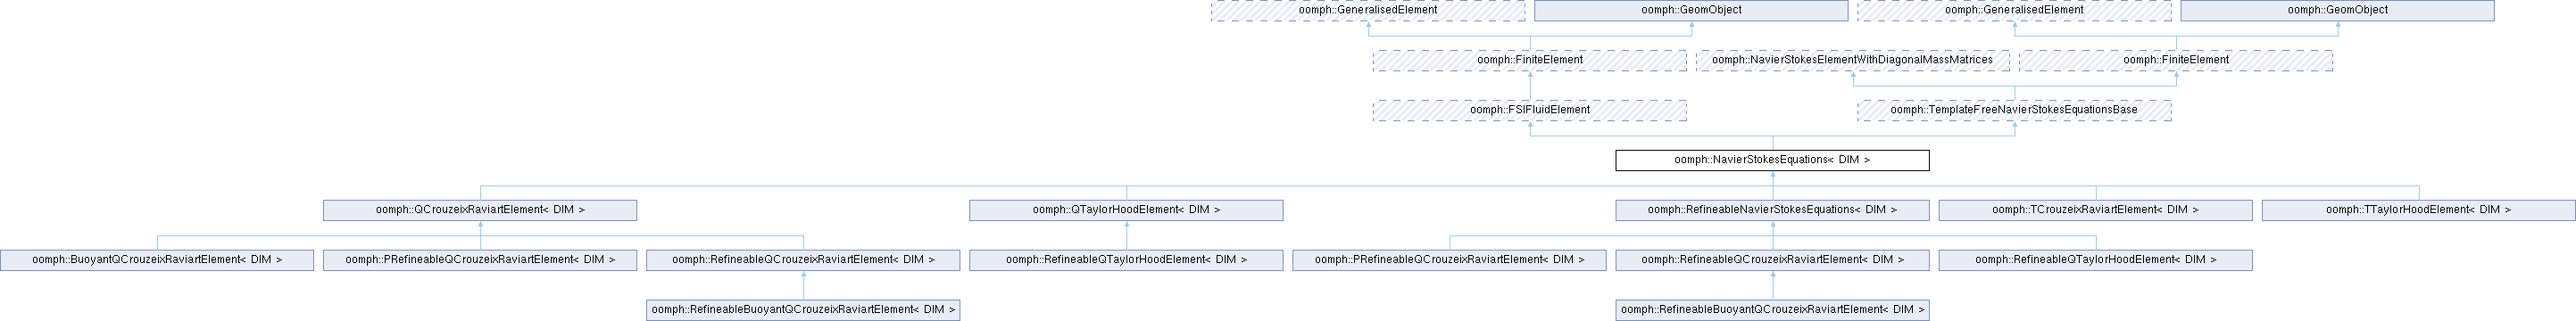 oomph::GeneralisedElement
oomph::GeomObject
oomph::GeneralisedElement
oomph::GeomObject
oomph::FiniteElement
oomph::NavierStokesElementWithDiagonalMassMatrices
oomph::FiniteElement
oomph::FSIFluidElement
oomph::TemplateFreeNavierStokesEquationsBase
oomph::NavierStokesEquations< DIM >
oomph::QCrouzeixRaviartElement< DIM >
oomph::QTaylorHoodElement< DIM >
oomph::RefineableNavierStokesEquations< DIM >
oomph::TCrouzeixRaviartElement< DIM >
oomph::TTaylorHoodElement< DIM >
oomph::BuoyantQCrouzeixRaviartElement< DIM >
oomph::PRefineableQCrouzeixRaviartElement< DIM >
oomph::RefineableQCrouzeixRaviartElement< DIM >
oomph::RefineableQTaylorHoodElement< DIM >
oomph::PRefineableQCrouzeixRaviartElement< DIM >
oomph::RefineableQCrouzeixRaviartElement< DIM >
oomph::RefineableQTaylorHoodElement< DIM >
oomph::RefineableBuoyantQCrouzeixRaviartElement< DIM >
oomph::RefineableBuoyantQCrouzeixRaviartElement< DIM >